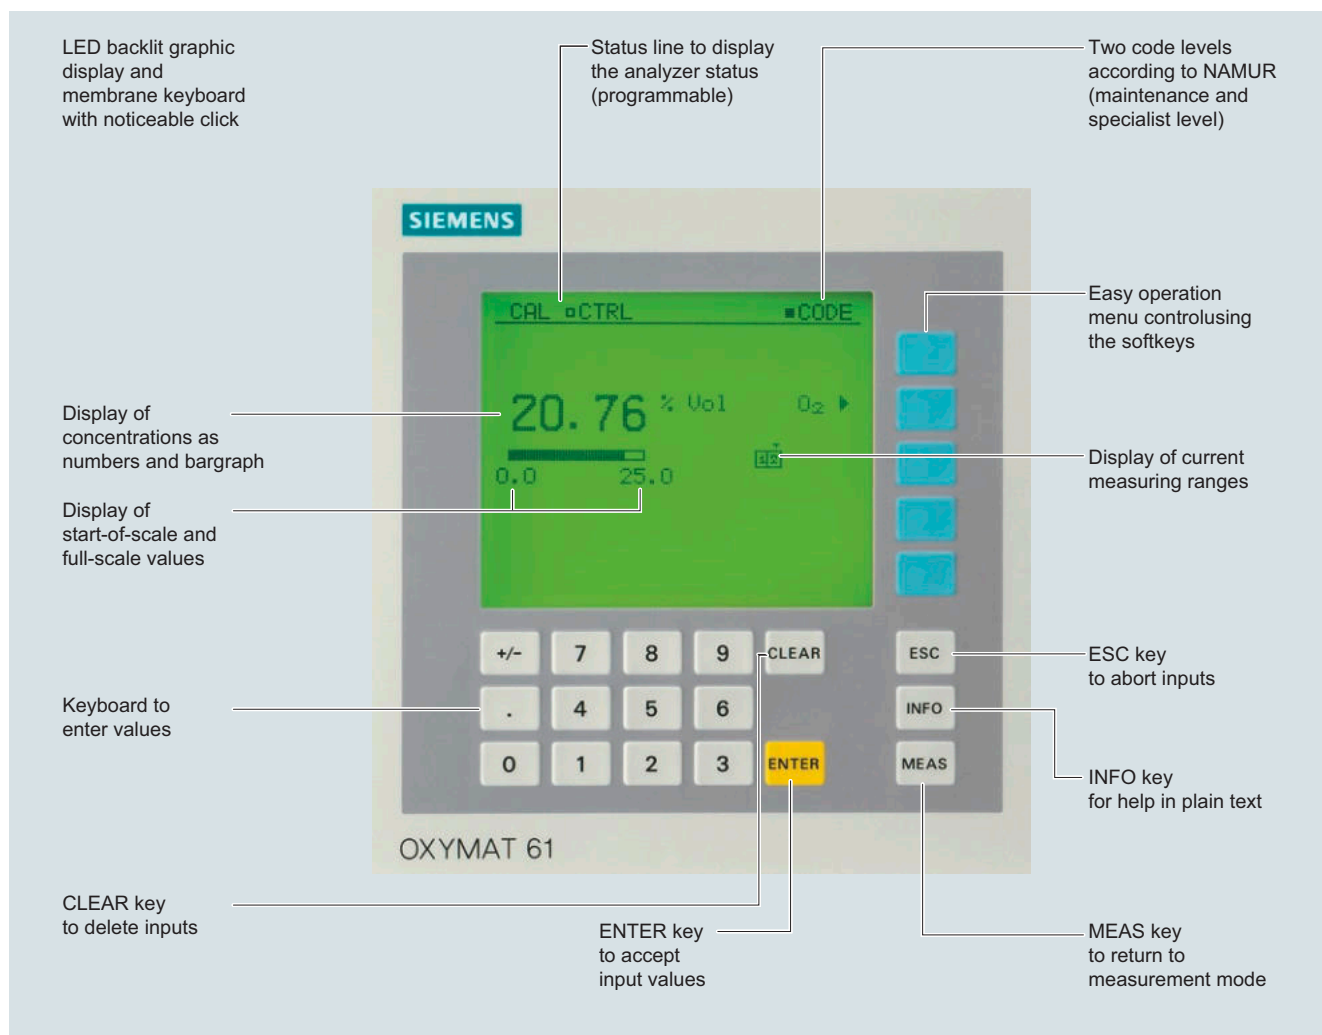 LED backlit graphic
display and
membrane keyboard
with noticeable click
Status line to display
the analyzer status
(programmable)
Two code levels
according to NAMUR
(maintenance and
specialist level)
SIEMENS
CAL CTRL CODE
Easy operation
menu controlusing
the softkeys
20.76 % Vol O₂
Display of
concentrations as
numbers and bargraph
0.0 25.0
Display of current
measuring ranges
Display of
start-of-scale and
full-scale values
+/- 7 8 9 CLEAR ESC
ESC key
to abort inputs
. 4 5 6 INFO
Keyboard to
enter values
0 1 2 3 ENTER MEAS
INFO key
for help in plain text
OXYMAT 61
CLEAR key
to delete inputs
ENTER key
to accept
input values
MEAS key
to return to
measurement mode